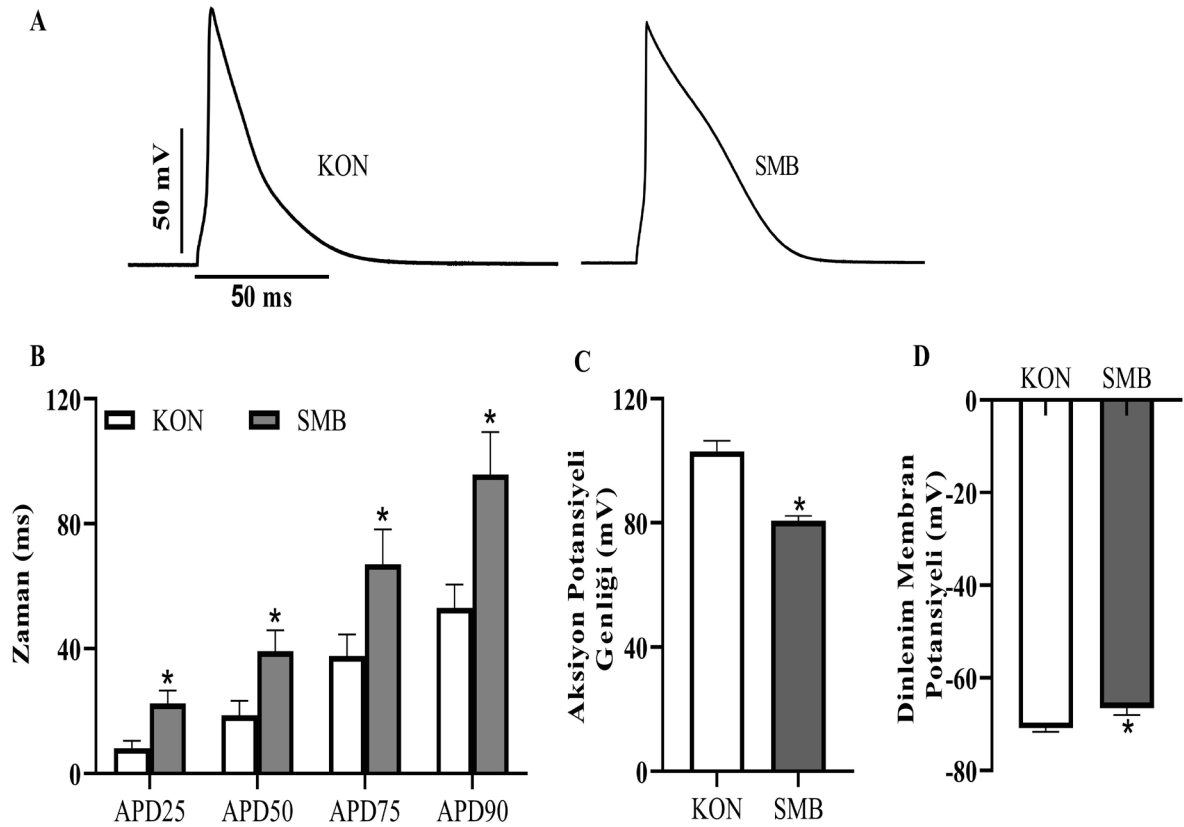 A
50 mV
KON
SMB
50 ms
B
120
80
40
0
Zaman (ms)
KON
SMB
*
*
*
*
APD25
APD50
APD75
APD90
C
120
80
40
0
Aksiyon Potansiyeli
Genliği (mV)
*
KON
SMB
D
KON
SMB
0
-20
-40
-60
-80
Dinlenim Membran
Potansiyeli (mV)
*